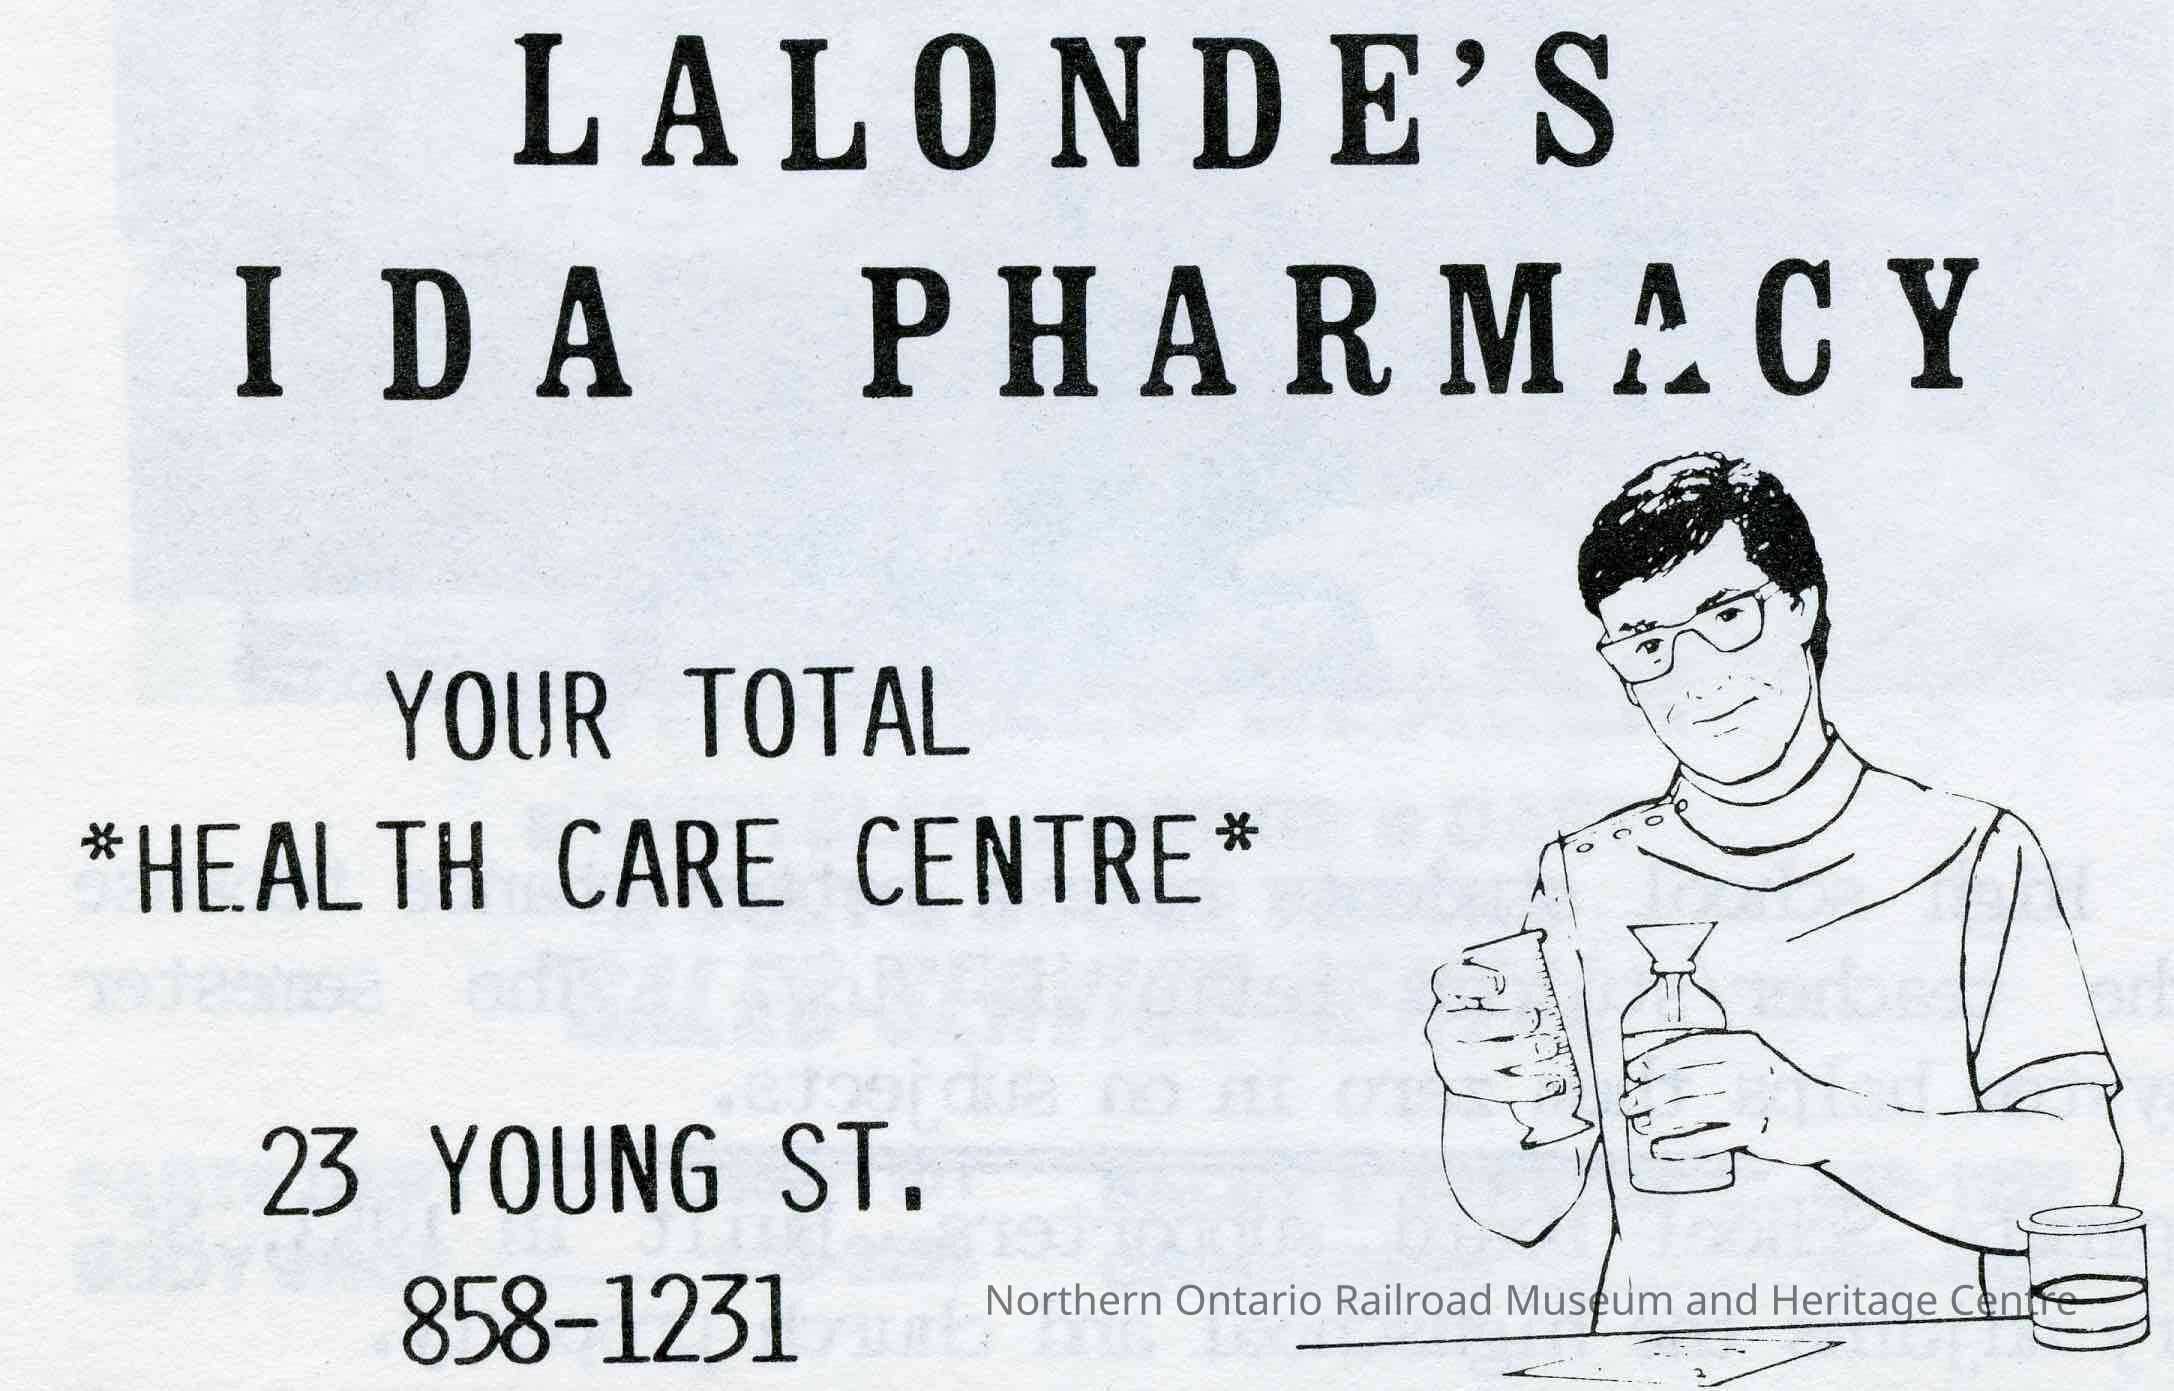 LALONDE'S
IDA PHARMACY
YOUR TOTAL
*HEALTH CARE CENTRE*
23 YOUNG ST.
858-1231
Northern Ontario Railroad Museum and Heritage Centre